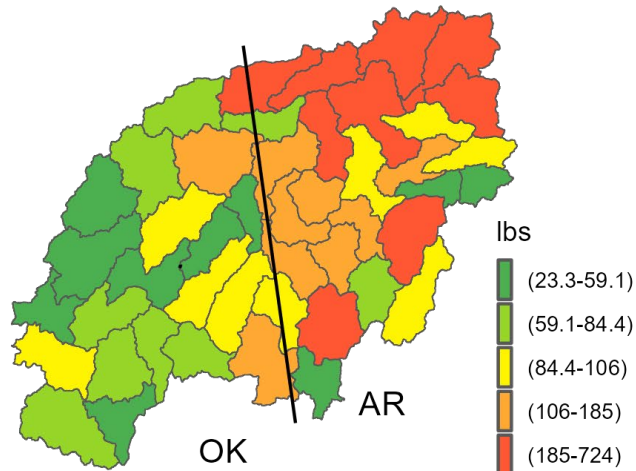 lbs
(23.3-59.1)
(59.1-84.4)
(84.4-106)
(106-185)
(185-724)
AR
OK